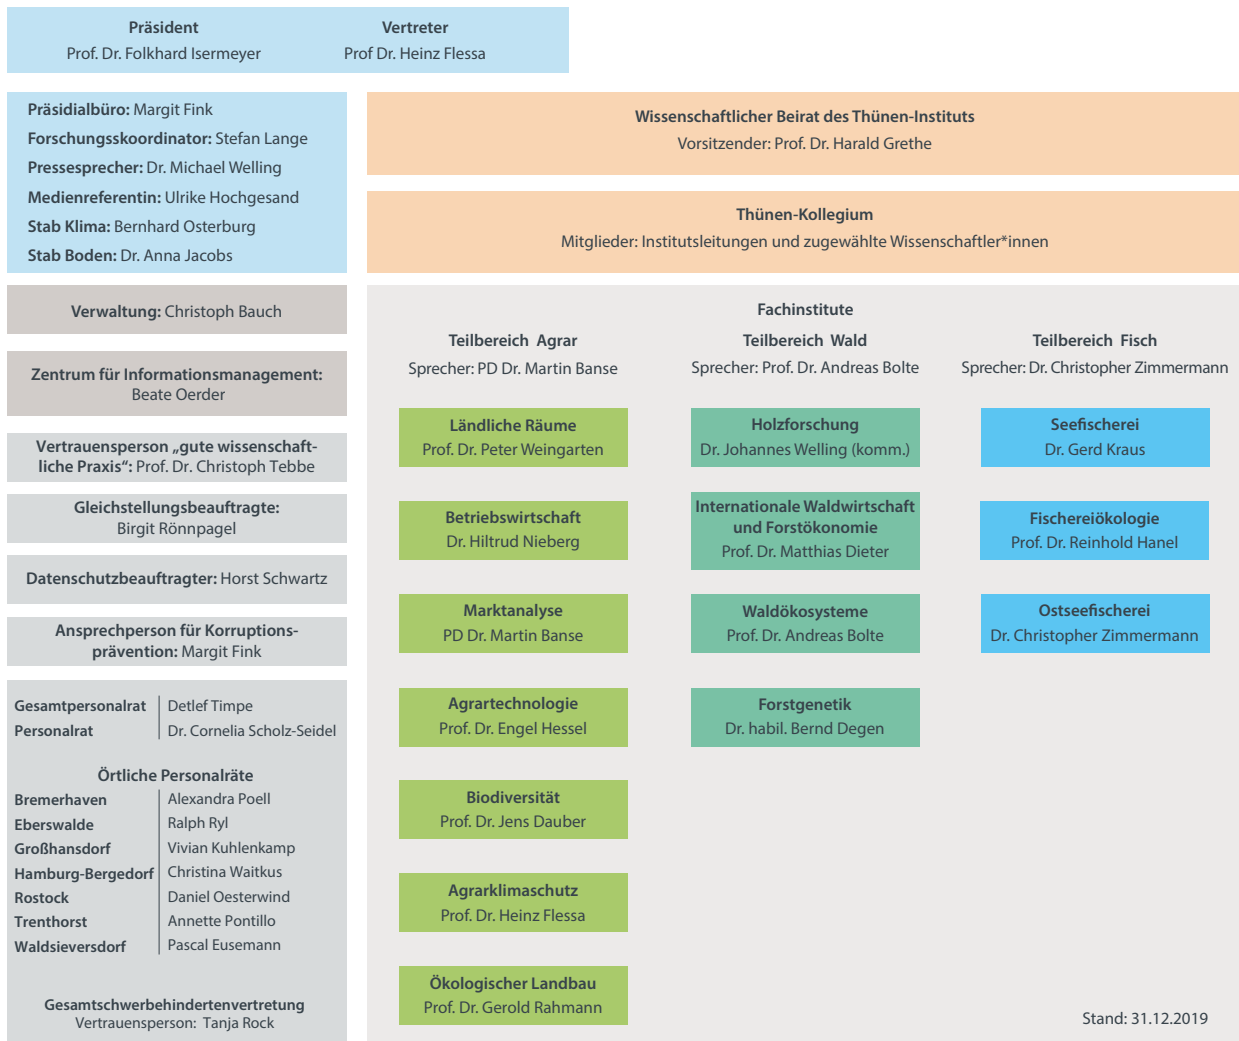 Präsident
Prof. Dr. Folkhard Isermeyer
Vertreter
Prof Dr. Heinz Flessa
Präsidialbüro: Margit Fink
Forschungskoordinator: Stefan Lange
Pressesprecher: Dr. Michael Welling
Medienreferentin: Ulrike Hochgesand
Stab Klima: Bernhard Osterburg
Stab Boden: Dr. Anna Jacobs
Wissenschaftlicher Beirat des Thünen-Instituts
Vorsitzender: Prof. Dr. Harald Grethe
Thünen-Kollegium
Mitglieder: Institutsleitungen und zugewählte Wissenschaftler*innen
Verwaltung: Christoph Bauch
Zentrum für Informationsmanagement:
Beate Oerder
Vertrauensperson „gute wissenschaft-
liche Praxis“: Prof. Dr. Christoph Tebbe
Gleichstellungsbeauftragte:
Birgit Rönnpagel
Datenschutzbeauftragter: Horst Schwartz
Ansprechperson für Korruptions-
prävention: Margit Fink
Gesamtpersonalrat Detlef Timpe
Personalrat Dr. Cornelia Scholz-Seidel
Örtliche Personalräte
Bremerhaven Alexandra Poell
Eberswalde Ralph Ryl
Großhansdorf Vivian Kuhlenkamp
Hamburg-Bergedorf Christina Waitkus
Rostock Daniel Oesterwind
Trenthorst Annette Pontillo
Waldsieversdorf Pascal Eusemann
Gesamtschwerbehindertenvertretung
Vertrauensperson: Tanja Rock
Fachinstitute
Teilbereich Agrar
Sprecher: PD Dr. Martin Banse
Ländliche Räume
Prof. Dr. Peter Weingarten
Betriebswirtschaft
Dr. Hiltrud Nieberg
Marktanalyse
PD Dr. Martin Banse
Agrartechnologie
Prof. Dr. Engel Hessel
Biodiversität
Prof. Dr. Jens Dauber
Agrarklimaschutz
Prof. Dr. Heinz Flessa
Ökologischer Landbau
Prof. Dr. Gerold Rahmann
Teilbereich Wald
Sprecher: Prof. Dr. Andreas Bolte
Holzforschung
Dr. Johannes Welling (komm.)
Internationale Waldwirtschaft
und Forstökonomie
Prof. Dr. Matthias Dieter
Waldökosysteme
Prof. Dr. Andreas Bolte
Forstgenetik
Dr. habil. Bernd Degen
Teilbereich Fisch
Sprecher: Dr. Christopher Zimmermann
Seefischerei
Dr. Gerd Kraus
Fischereiökologie
Prof. Dr. Reinhold Hanel
Ostseefischerei
Dr. Christopher Zimmermann
Stand: 31.12.2019